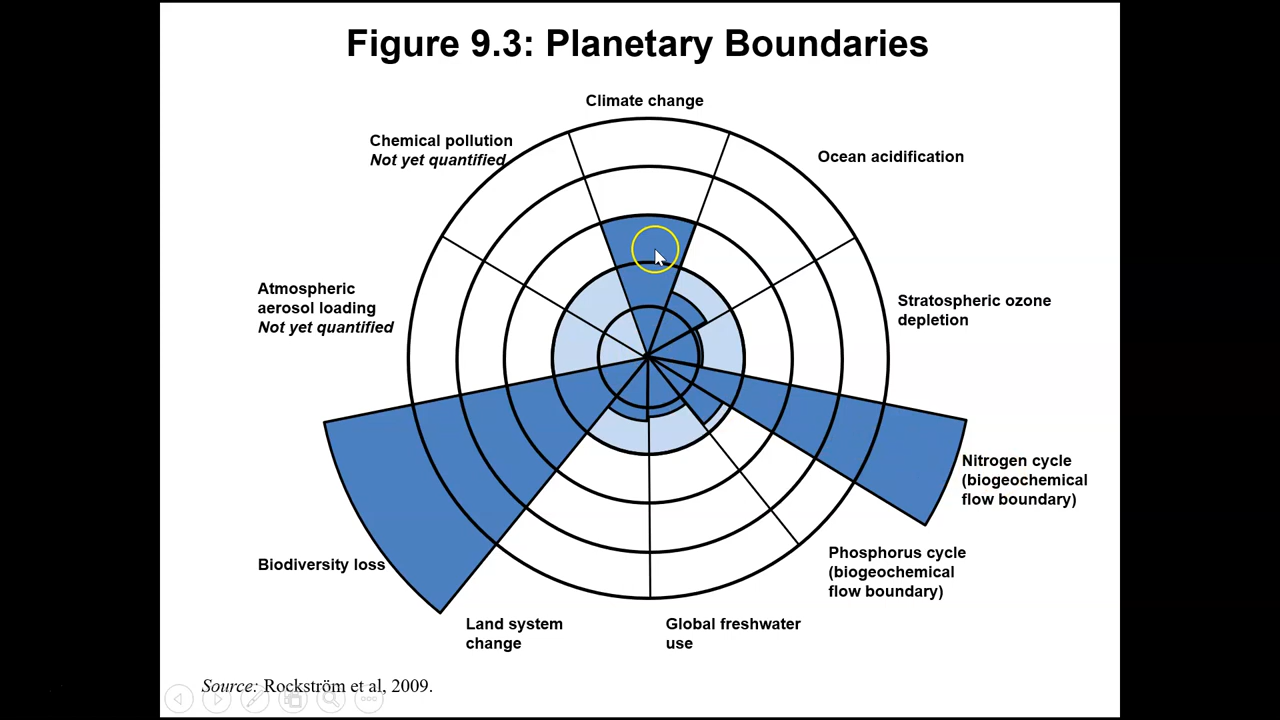 Figure 9.3: Planetary Boundaries
Climate change
Chemical pollution
Not yet quantified
Ocean acidification
Atmospheric
aerosol loading
Not yet quantified
Stratospheric ozone
depletion
Nitrogen cycle
(biogeochemical
flow boundary)
Biodiversity loss
Phosphorus cycle
(biogeochemical
flow boundary)
Land system
change
Global freshwater
use
Source: Rockström et al, 2009.